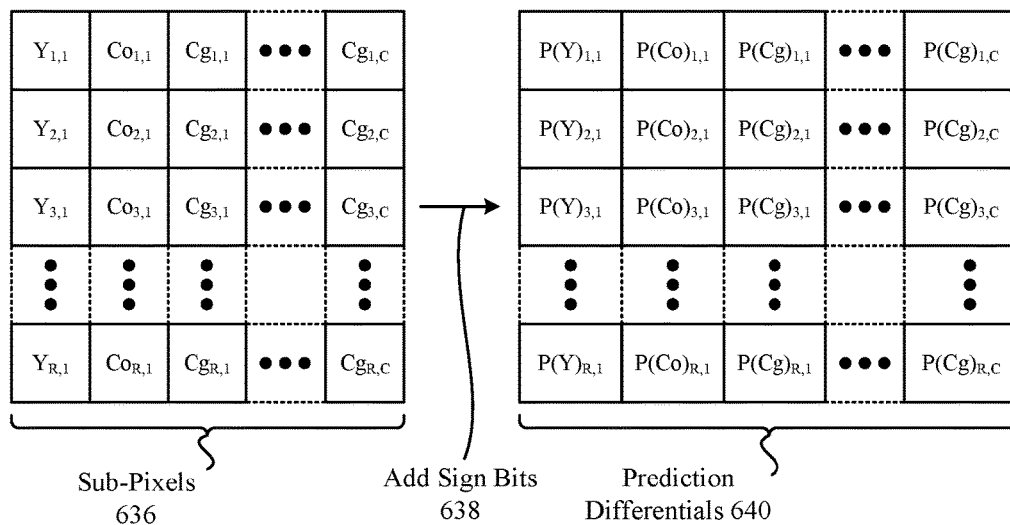 Y1,1 Co1,1 Cg1,1 ●●● Cg1,C P(Y)1,1 P(Co)1,1 P(Cg)1,1 ●●● P(Cg)1,C
Y2,1 Co2,1 Cg2,1 ●●● Cg2,C P(Y)2,1 P(Co)2,1 P(Cg)2,1 ●●● P(Cg)2,C
Y3,1 Co3,1 Cg3,1 ●●● Cg3,C P(Y)3,1 P(Co)3,1 P(Cg)3,1 ●●● P(Cg)3,C
YR,1 CoR,1 CgR,1 ●●● CgR,C P(Y)R,1 P(Co)R,1 P(Cg)R,1 ●●● P(Cg)R,C
Sub-Pixels
636
Add Sign Bits
638
Prediction
Differentials 640